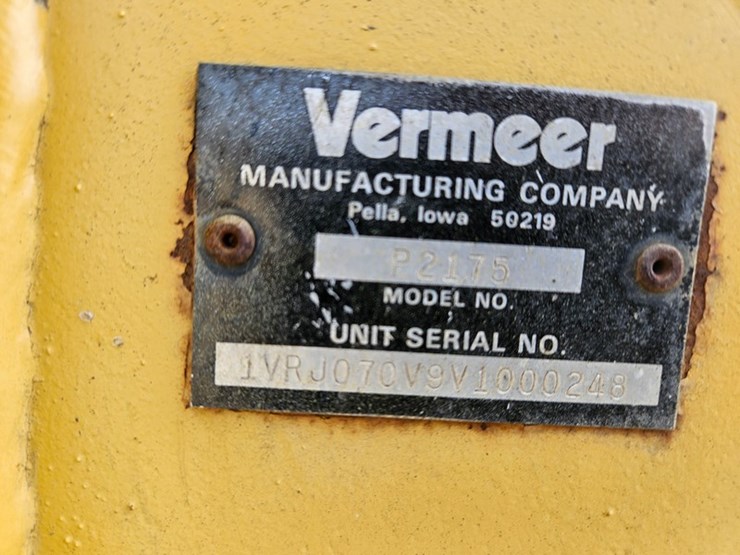 Vermeer
MANUFACTURING COMPANY
Pella, Iowa 50219
P2175
MODEL NO.
UNIT SERIAL NO.
1VRJ070V9V1000248